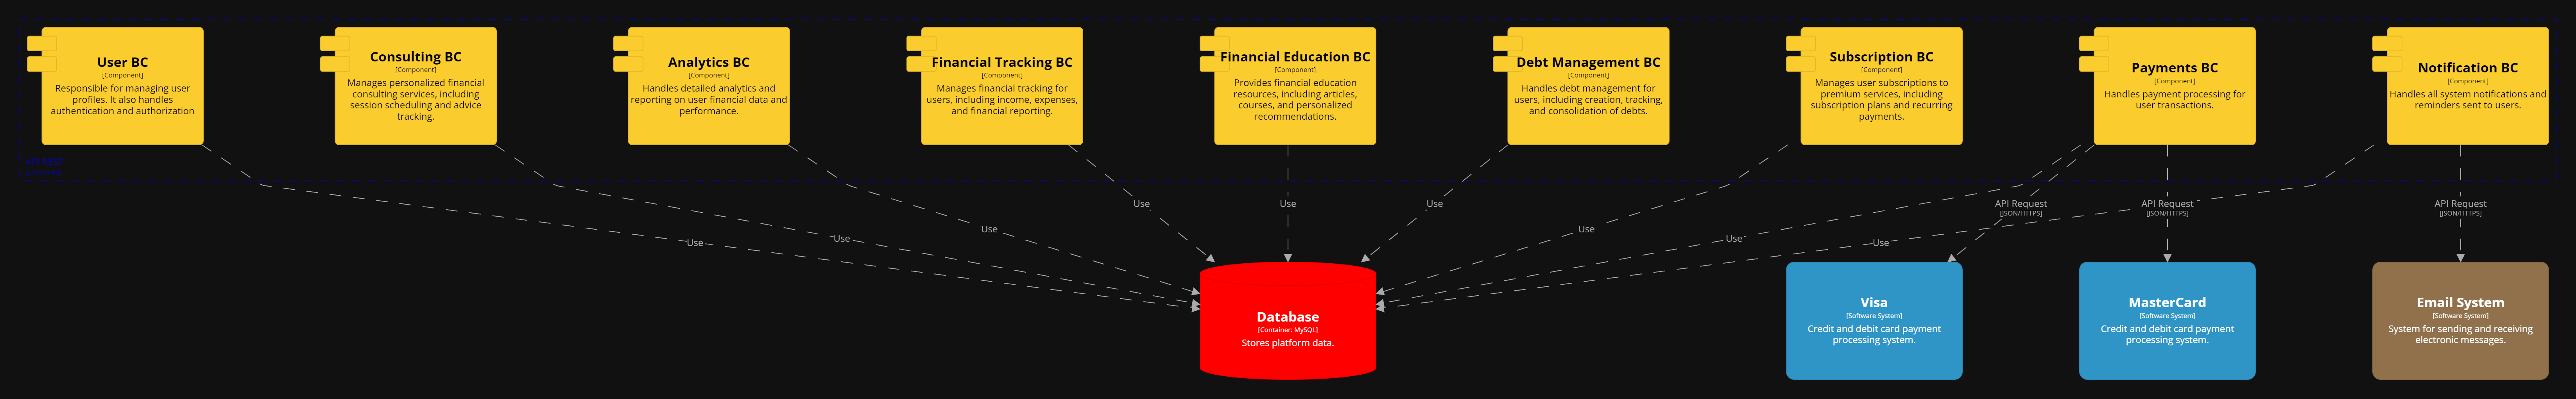 User BC
[Component]
Responsible for managing user
profiles. It also handles
authentication and authorization
Consulting BC
[Component]
Manages personalized financial
consulting services, including
session scheduling and advice
tracking.
Analytics BC
[Component]
Handles detailed analytics and
reporting on user financial data and
performance.
Financial Tracking BC
[Component]
Manages financial tracking for
users, including income, expenses,
and financial reporting.
Financial Education BC
[Component]
Provides financial education
resources, including articles,
courses, and personalized
recommendations.
Debt Management BC
[Component]
Handles debt management for
users, including creation, tracking,
and consolidation of debts.
Subscription BC
[Component]
Manages user subscriptions to
premium services, including
subscription plans and recurring
payments.
Payments BC
[Component]
Handles payment processing for
user transactions.
Notification BC
[Component]
Handles all system notifications and
reminders sent to users.
API REST
Use
Use
Use
Use
Use
Use
Use
Use
Use
API Request
[JSON/HTTPS]
API Request
[JSON/HTTPS]
API Request
[JSON/HTTPS]
Database
[Container: MySQL]
Stores platform data.
Visa
[Software System]
Credit and debit card payment
processing system.
MasterCard
[Software System]
Credit and debit card payment
processing system.
Email System
[Software System]
System for sending and receiving
electronic messages.